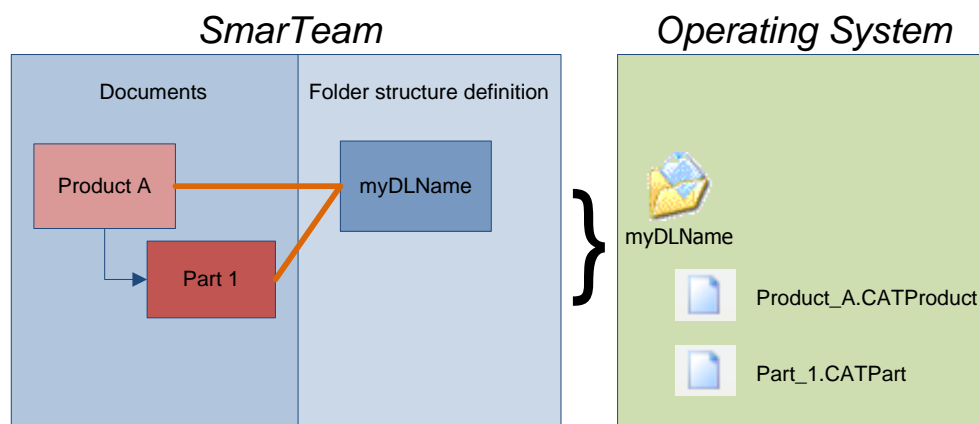 SmarTeam
Operating System
Documents
Folder structure definition
Product A
myDLName
Part 1
}
myDLName
Product_A.CATProduct
Part_1.CATPart